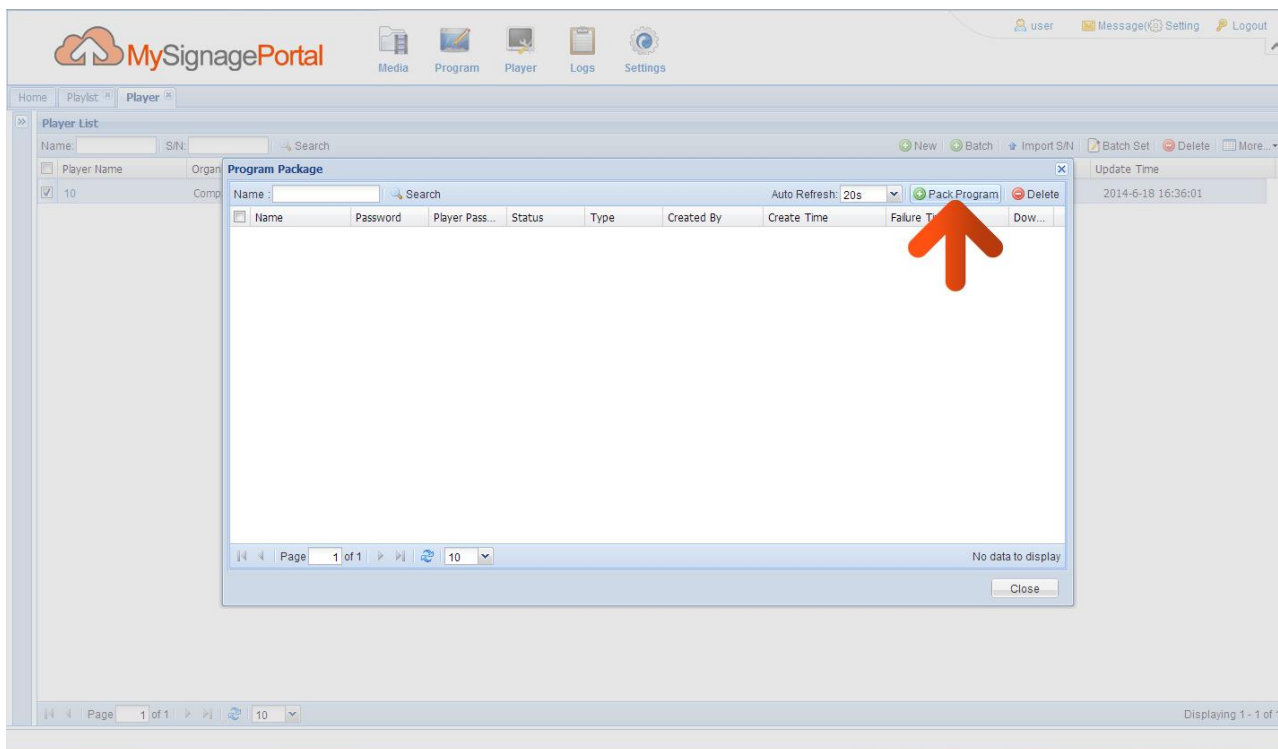 user Message( Setting Logout
MySignagePortal
Media Program Player Logs Settings
Home Playlist Player
Player List
Name: S/N: Search New Batch Import S/N Batch Set Delete More...
Player Name Organ Update Time
10 Comp 2014-6-18 16:36:01
Program Package
Name : Search Auto Refresh: 20s Pack Program Delete
Name Password Player Pass... Status Type Created By Create Time Failure Dow...
Page 1 of 1 10 No data to display
Close
Page 1 of 1 10 Displaying 1 - 1 of